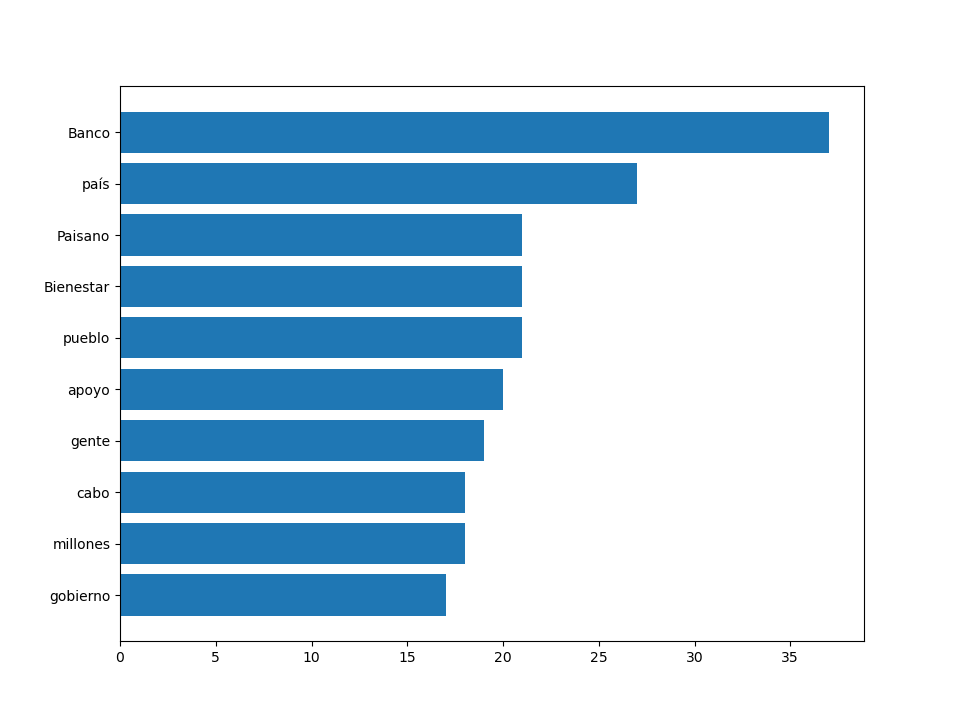 Banco
país
Paisano
Bienestar
pueblo
apoyo
gente
cabo
millones
gobierno
0 5 10 15 20 25 30 35